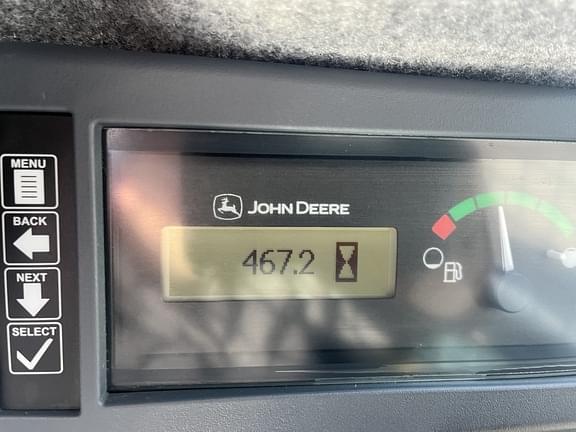 MENU
BACK
NEXT
SELECT
JOHN DEERE
467.2